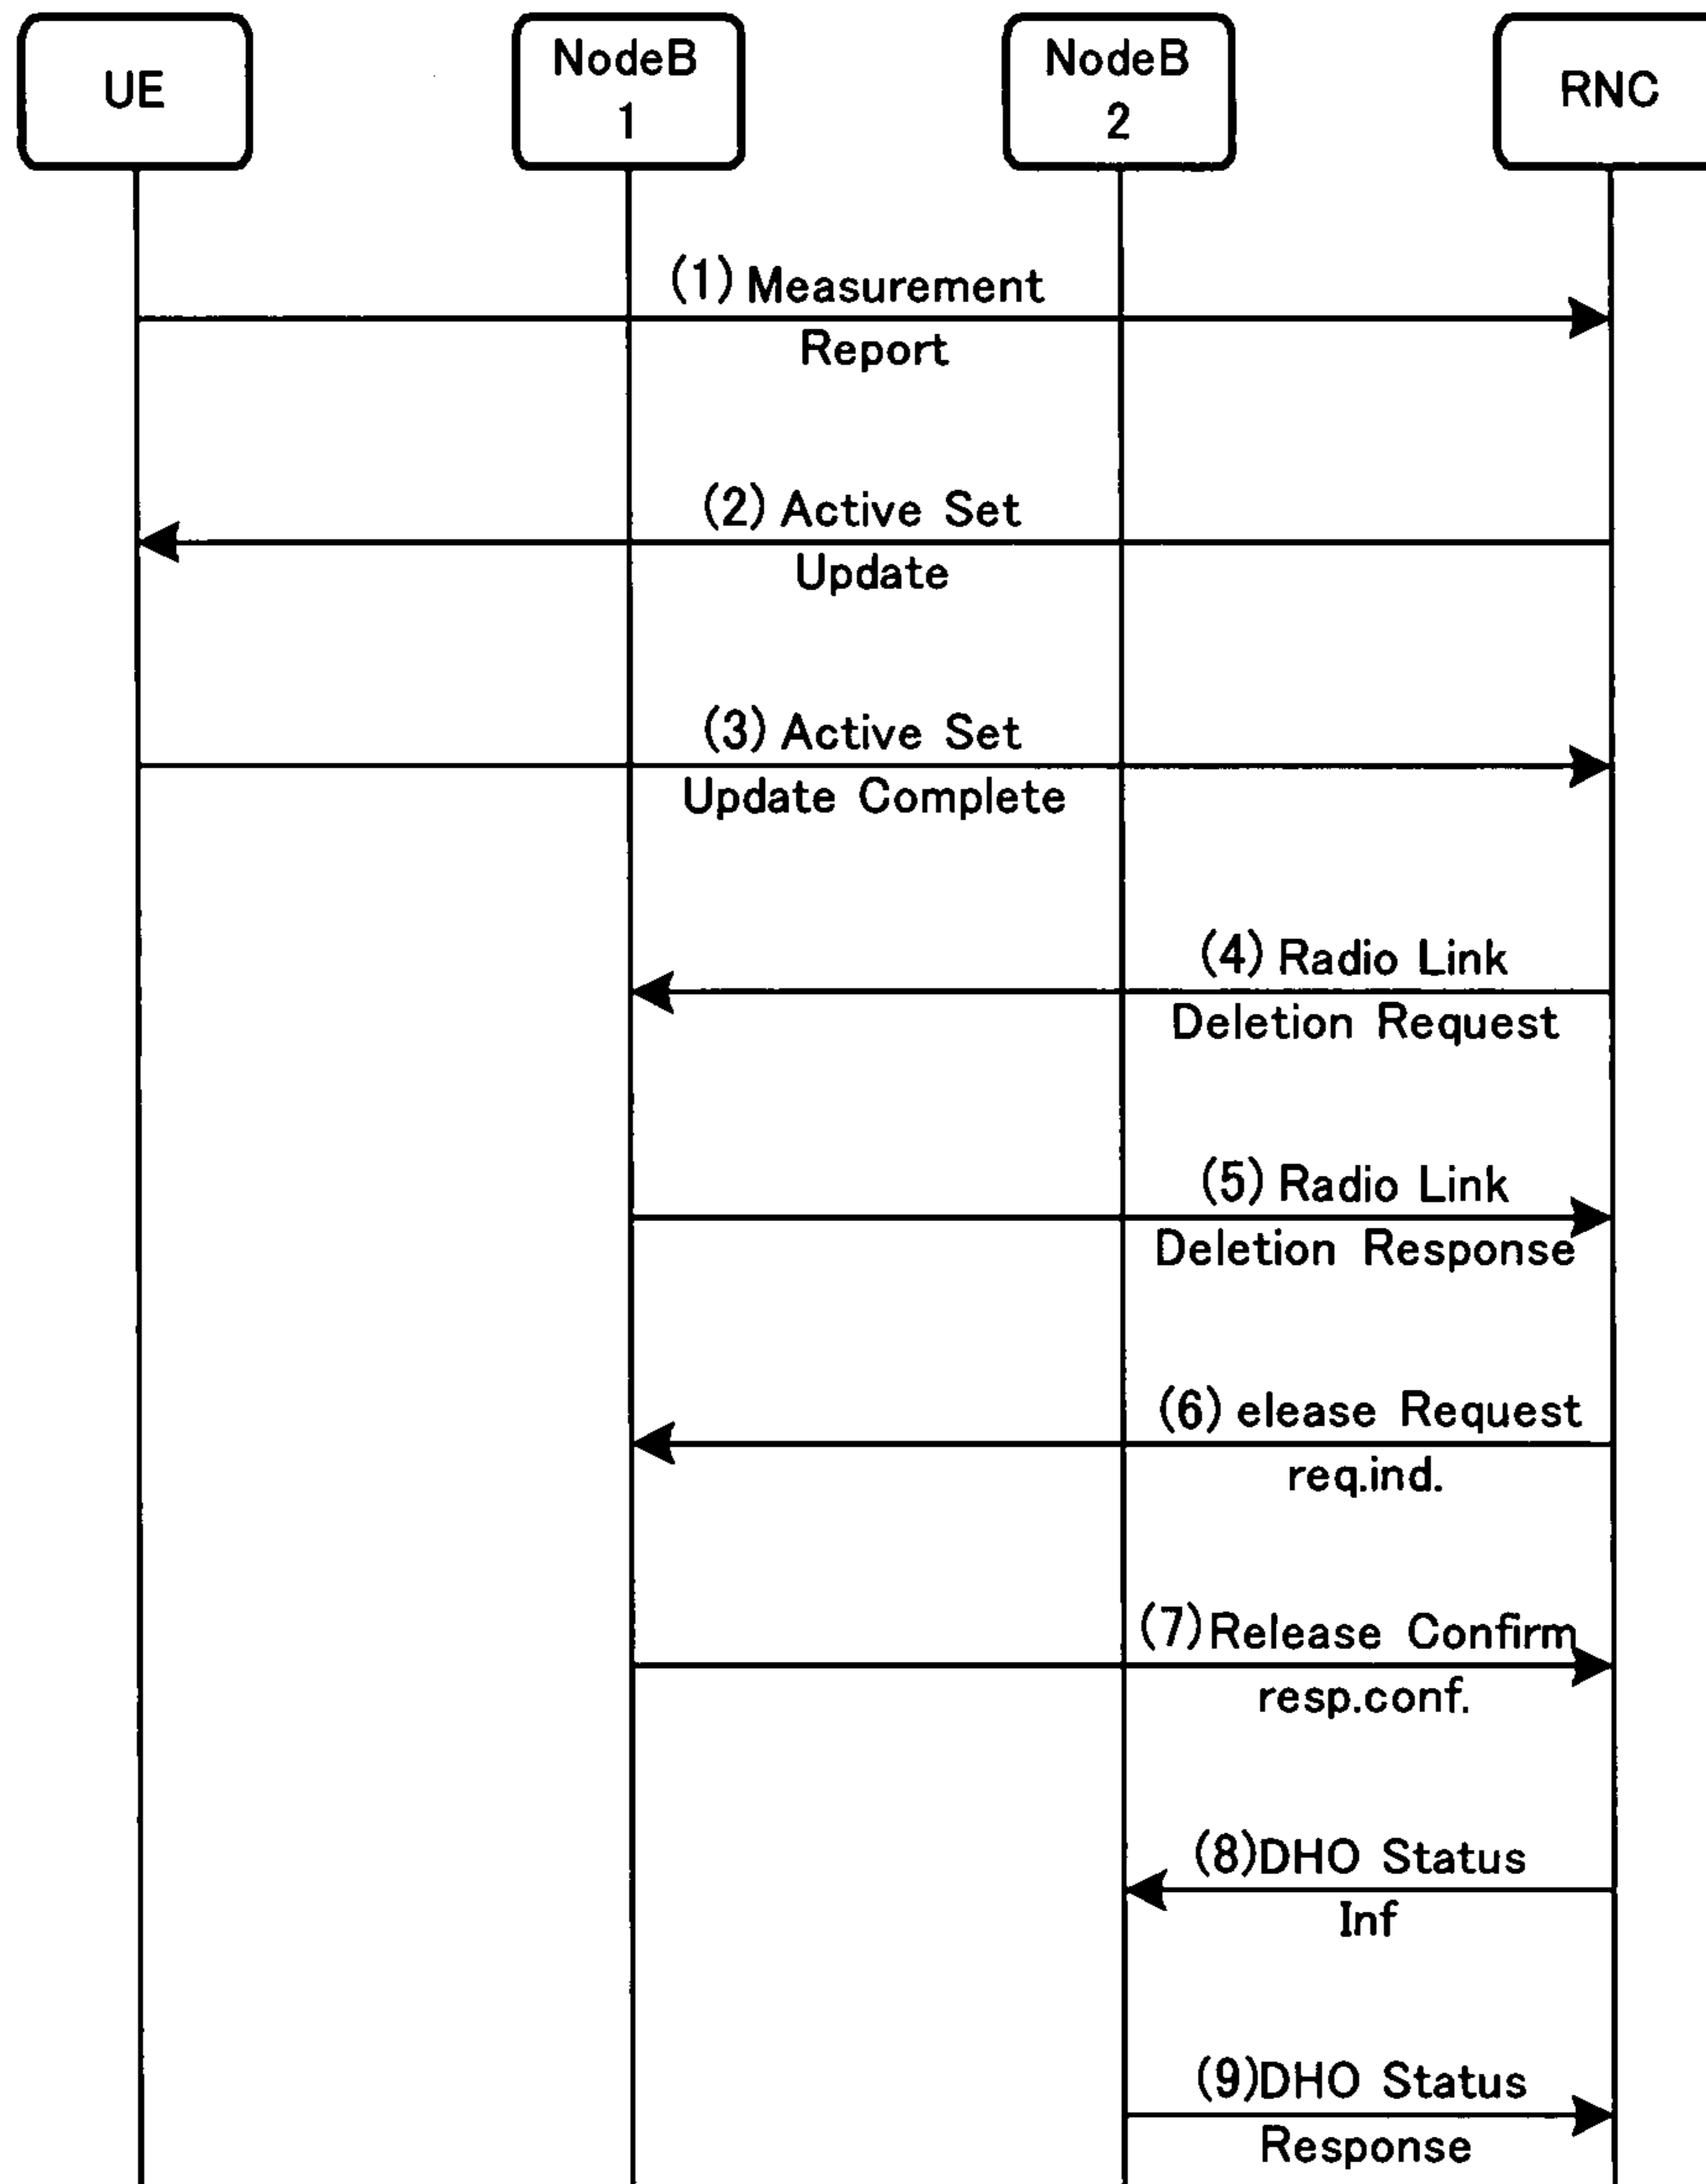 UE
NodeB
1
NodeB
2
RNC
(1) Measurement
Report
(2) Active Set
Update
(3) Active Set
Update Complete
(4) Radio Link
Deletion Request
(5) Radio Link
Deletion Response
(6) elease Request
req.ind.
(7)Release Confirm
resp.conf.
(8)DHO Status
Inf
(9)DHO Status
Response